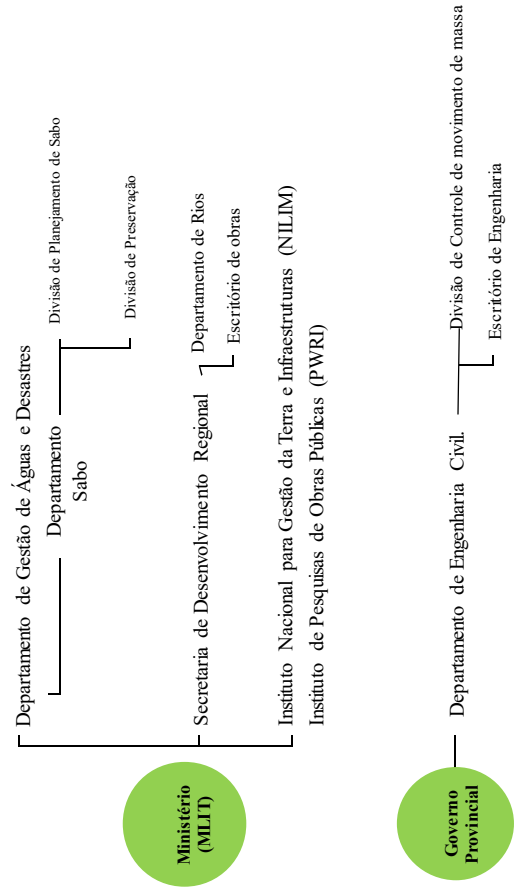 Departamento de Gestão de Águas e Desastres
Departamento
Sabo
Divisão de Planejamento de Sabo
Divisão de Preservação
Ministério
(MLIT)
Secretaria de Desenvolvimento Regional
Departamento de Rios
Escritório de obras
Instituto Nacional para Gestão da Terra e Infraestruturas (NILIM)
Instituto de Pesquisas de Obras Públicas (PWRI)
Governo
Provincial
Departamento de Engenharia Civil.
Divisão de Controle de movimento de massa
Escritório de Engenharia